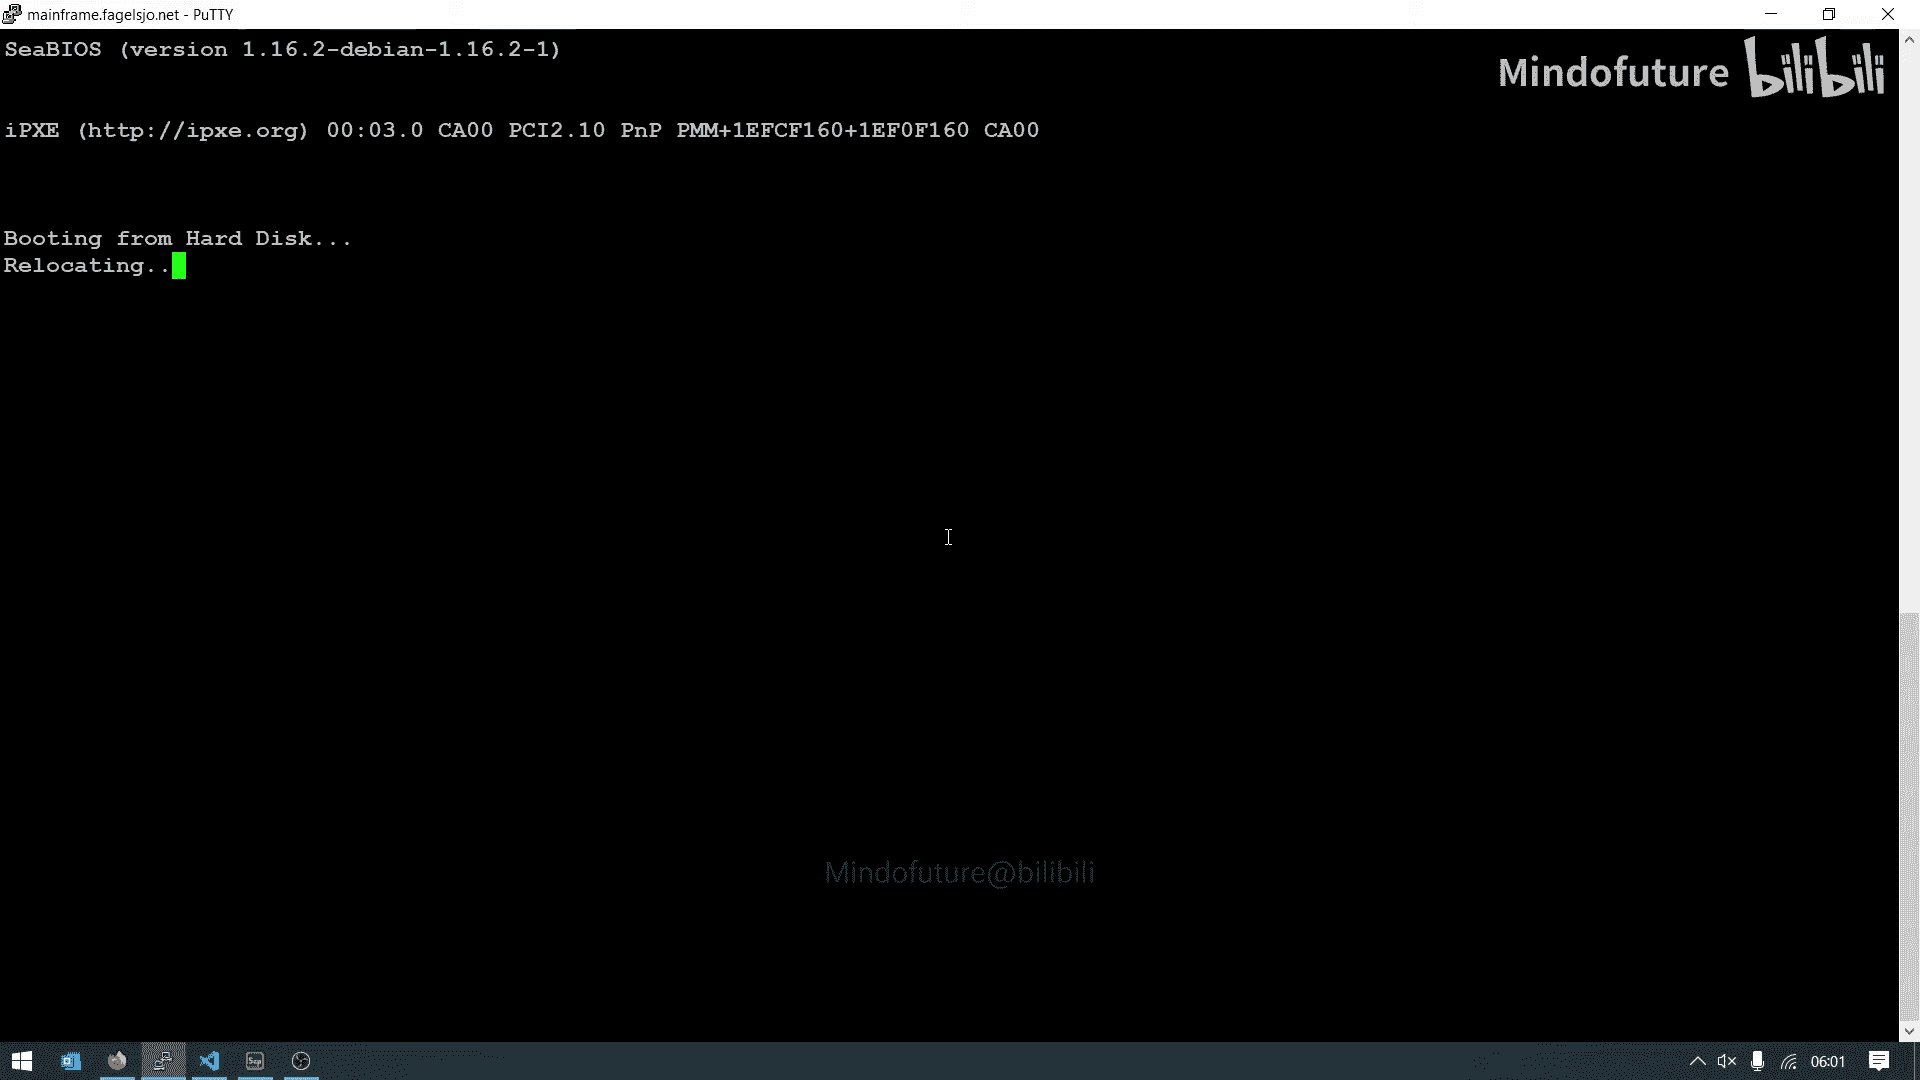 mainframe.fagelsjo.net - PuTTY
SeaBIOS (version 1.16.2-debian-1.16.2-1)
Mindofuture bilibili
iPXE (http://ipxe.org) 00:03.0 CA00 PCI2.10 PnP PMM+1EFCF160+1EF0F160 CA00
Booting from Hard Disk...
Relocating..
Mindofuture@bilibili
06:01